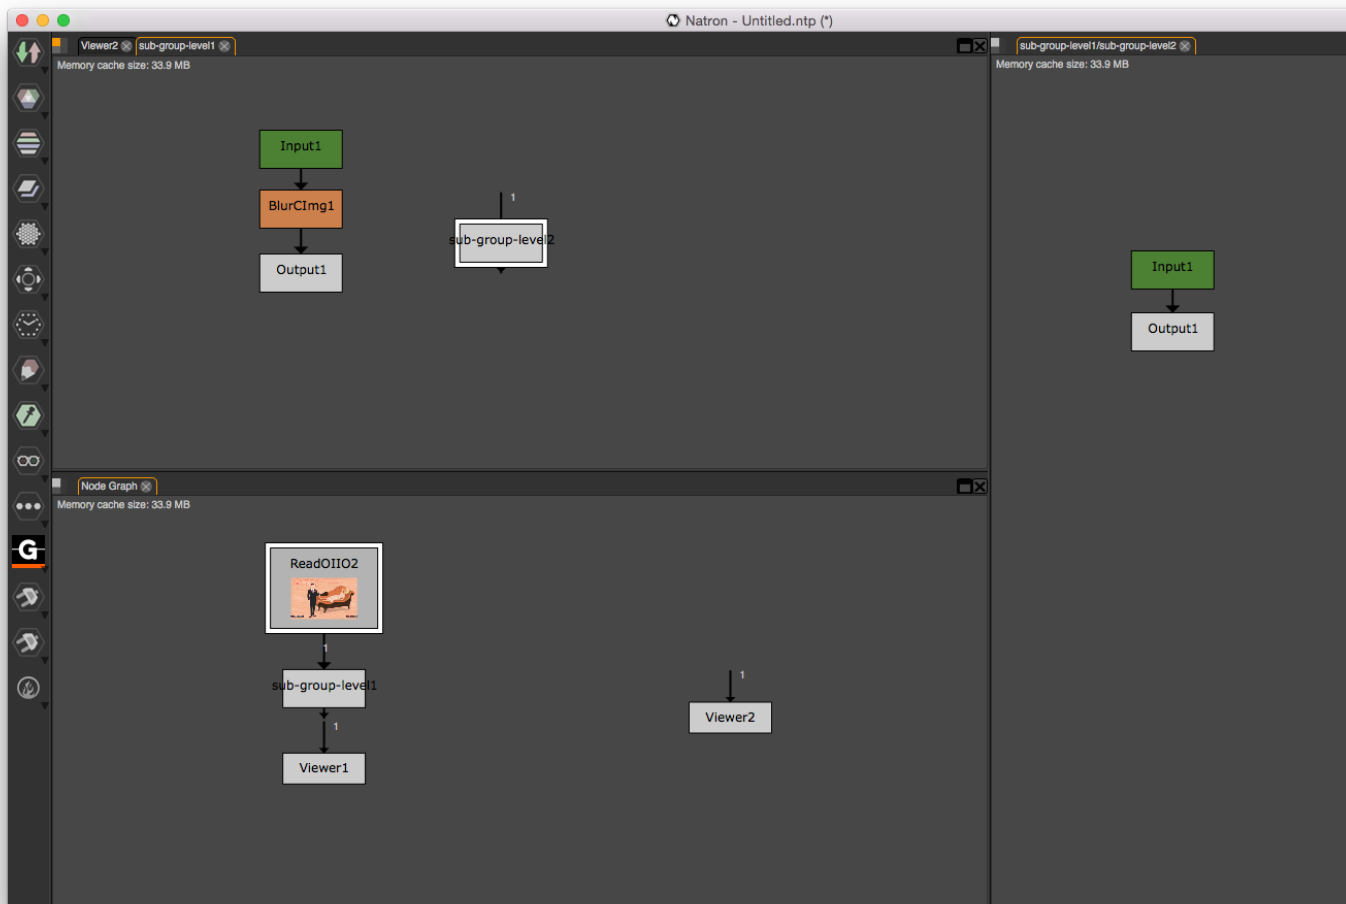 Natron - Untitled.ntp (*)
Viewer2
sub-group-level1
sub-group-level1/sub-group-level2
Memory cache size: 33.9 MB
Memory cache size: 33.9 MB
Input1
BlurCImg1
Output1
1
sub-group-level2
Input1
Output1
Node Graph
Memory cache size: 33.9 MB
G
ReadOIIO2
1
sub-group-level1
1
Viewer1
1
Viewer2